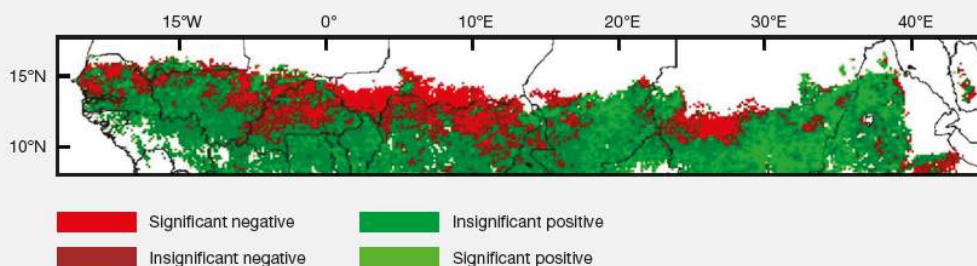 15°W 0° 10°E 20°E 30°E 40°E
15°N
10°N
Significant negative Insignificant positive
Insignificant negative Significant positive